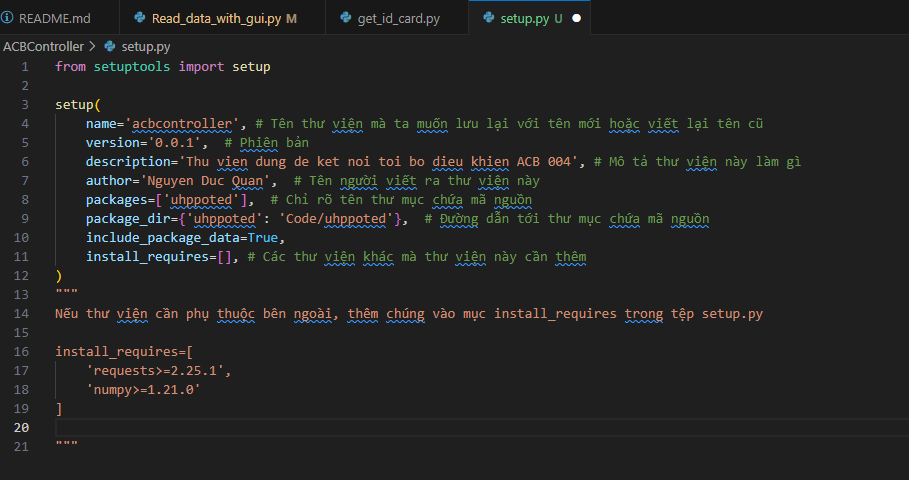 README.md
Read_data_with_gui.py M
get_id_card.py
setup.py U
ACBController > setup.py
1 from setuptools import setup
2
3 setup(
4 name='acbcontroller', # Tên thư viện mà ta muốn lưu lại với tên mới hoặc viết lại tên cũ
5 version='0.0.1', # Phiên bản
6 description='Thu vien dung de ket noi toi bo dieu khien ACB 004', # Mô tả thư viện này làm gì
7 author='Nguyen Duc Quan', # Tên người viết ra thư viện này
8 packages=['uhppoted'], # Chỉ rõ tên thư mục chứa mã nguồn
9 package_dir={'uhppoted': 'Code/uhppoted'}, # Đường dẫn tới thư mục chứa mã nguồn
10 include_package_data=True,
11 install_requires=[], # Các thư viện khác mà thư viện này cần thêm
12 )
13 """
14 Nếu thư viện cần phụ thuộc bên ngoài, thêm chúng vào mục install_requires trong tệp setup.py
15
16 install_requires=[
17 'requests>=2.25.1',
18 'numpy>=1.21.0'
19 ]
20
21 """